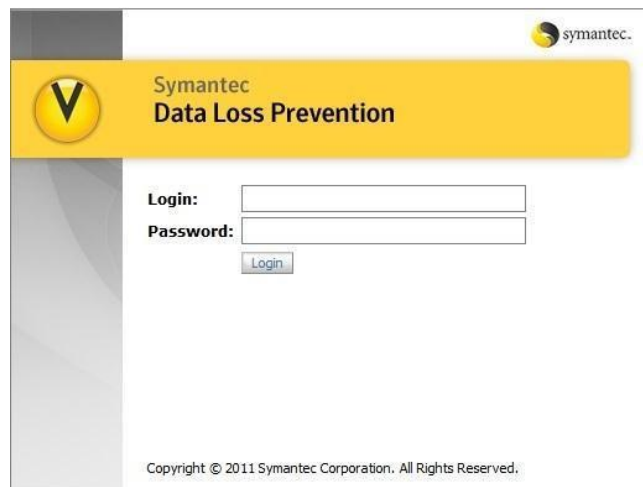 symantec.
Symantec
Data Loss Prevention
Login:
Password:
Login
Copyright © 2011 Symantec Corporation. All Rights Reserved.